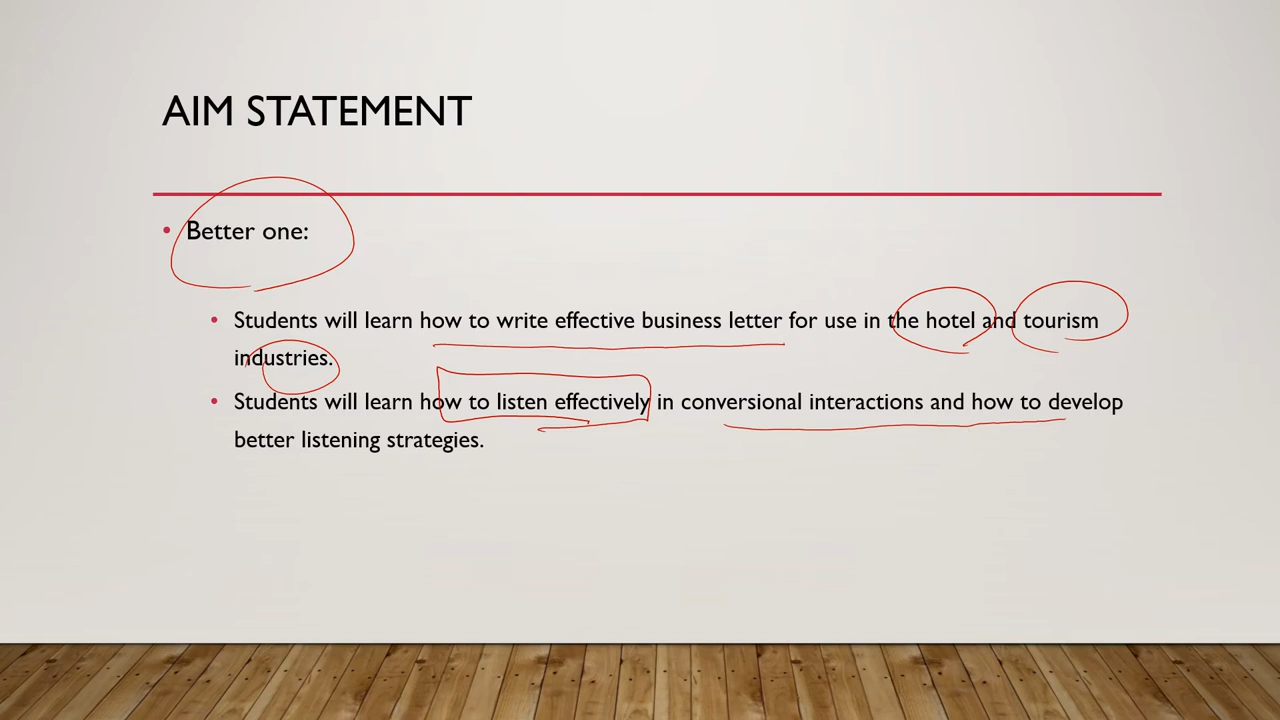 AIM STATEMENT
• Better one:
• Students will learn how to write effective business letter for use in the hotel and tourism
industries.
• Students will learn how to listen effectively in conversional interactions and how to develop
better listening strategies.